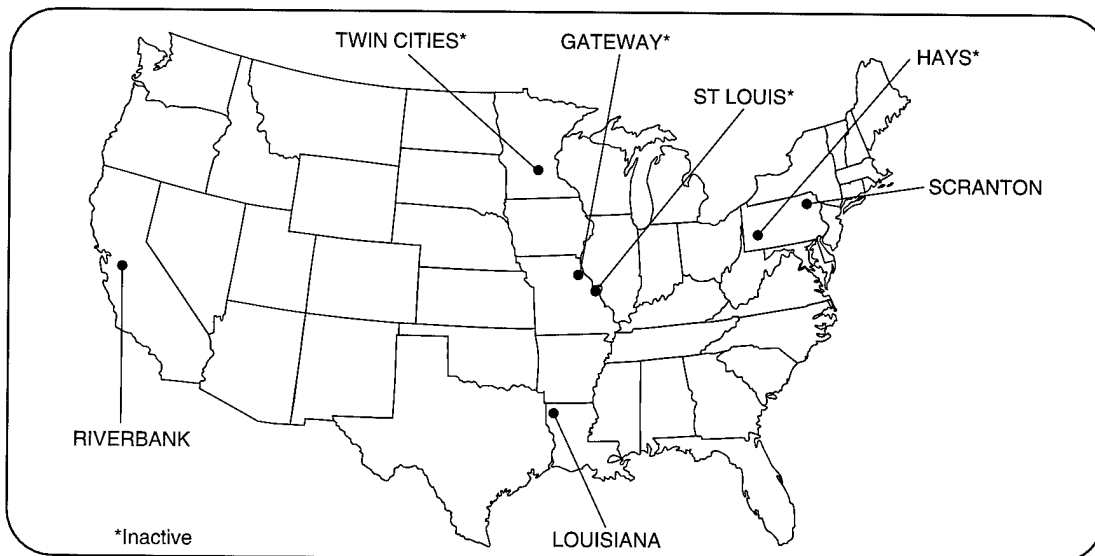 TWIN CITIES*
GATEWAY*
HAYS*
ST LOUIS*
SCRANTON
RIVERBANK
*Inactive
LOUISIANA